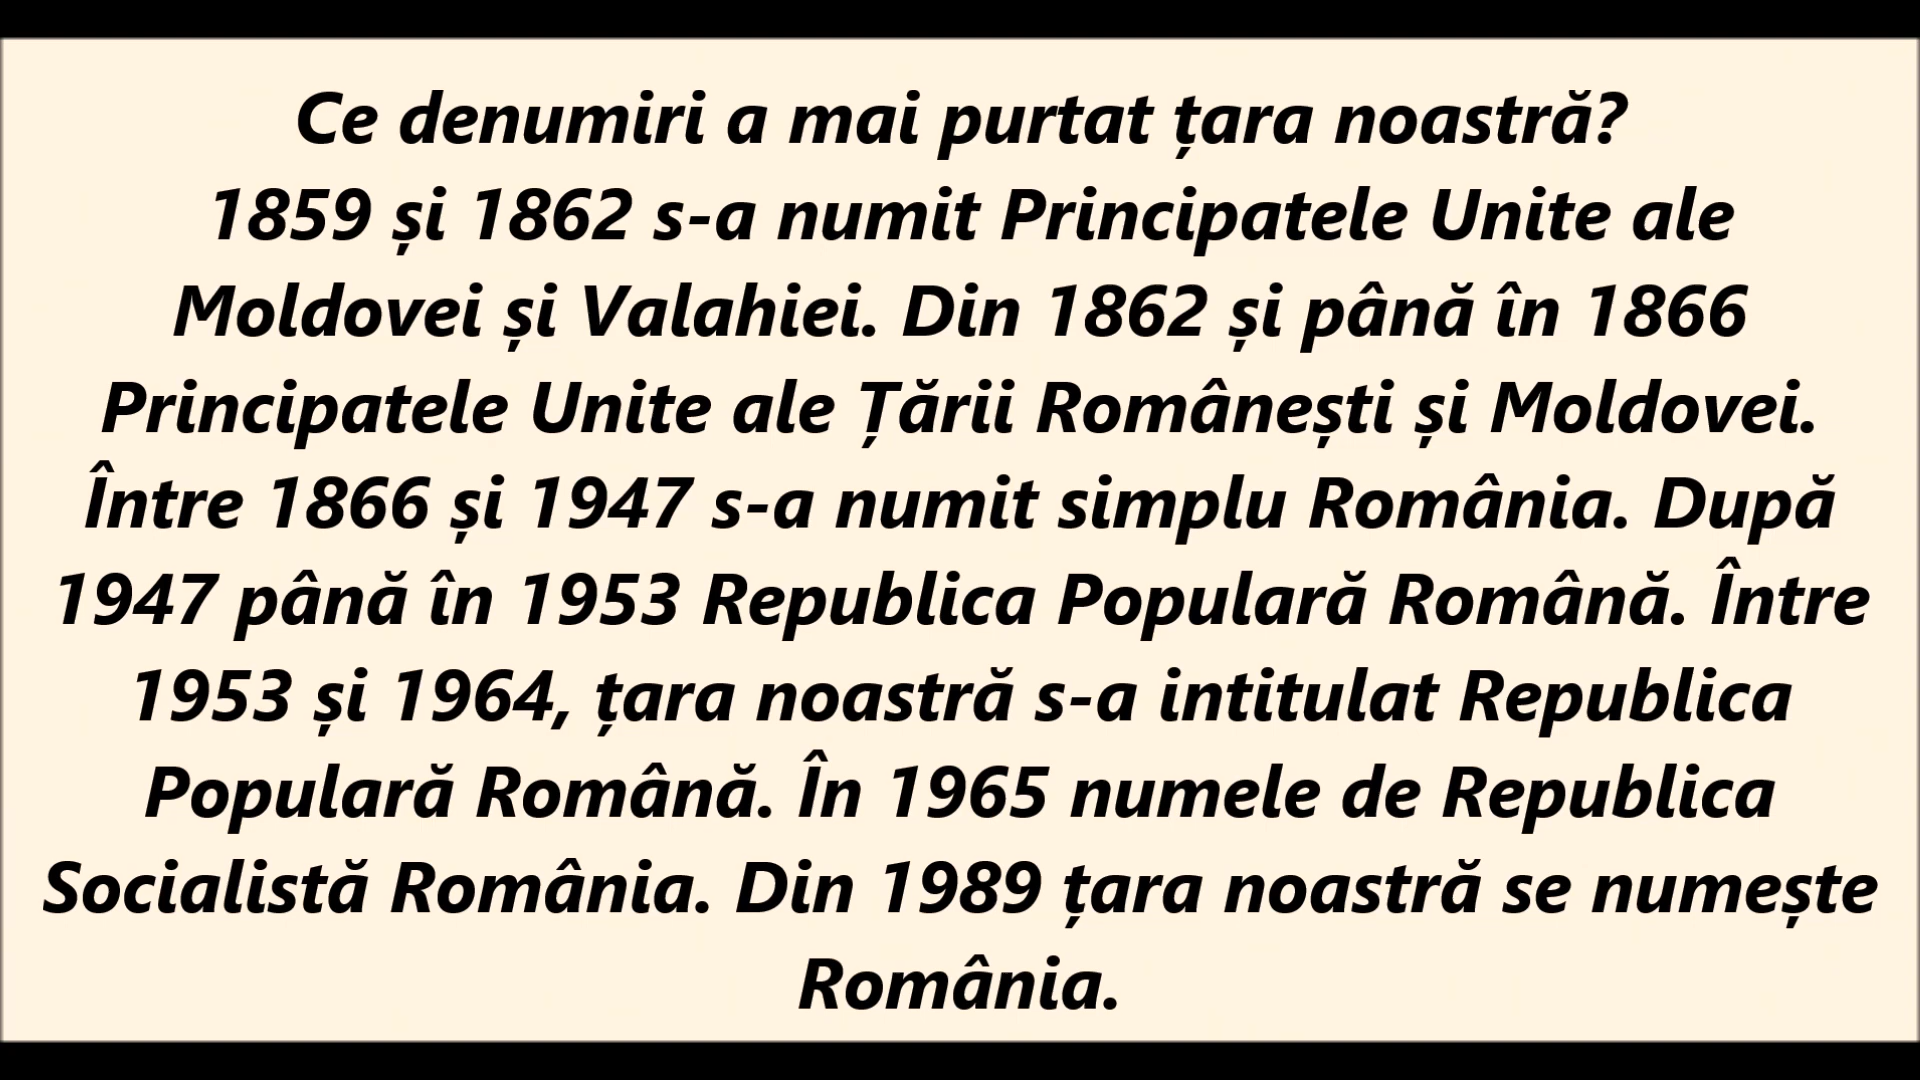 Ce denumiri a mai purtat țara noastră?
1859 și 1862 s-a numit Principatele Unite ale
Moldovei și Valahiei. Din 1862 și până în 1866
Principatele Unite ale Țării Românești și Moldovei.
Între 1866 și 1947 s-a numit simplu România. După
1947 până în 1953 Republica Populară Română. Între
1953 și 1964, țara noastră s-a intitulat Republica
Populară Română. În 1965 numele de Republica
Socialistă România. Din 1989 țara noastră se numește
România.